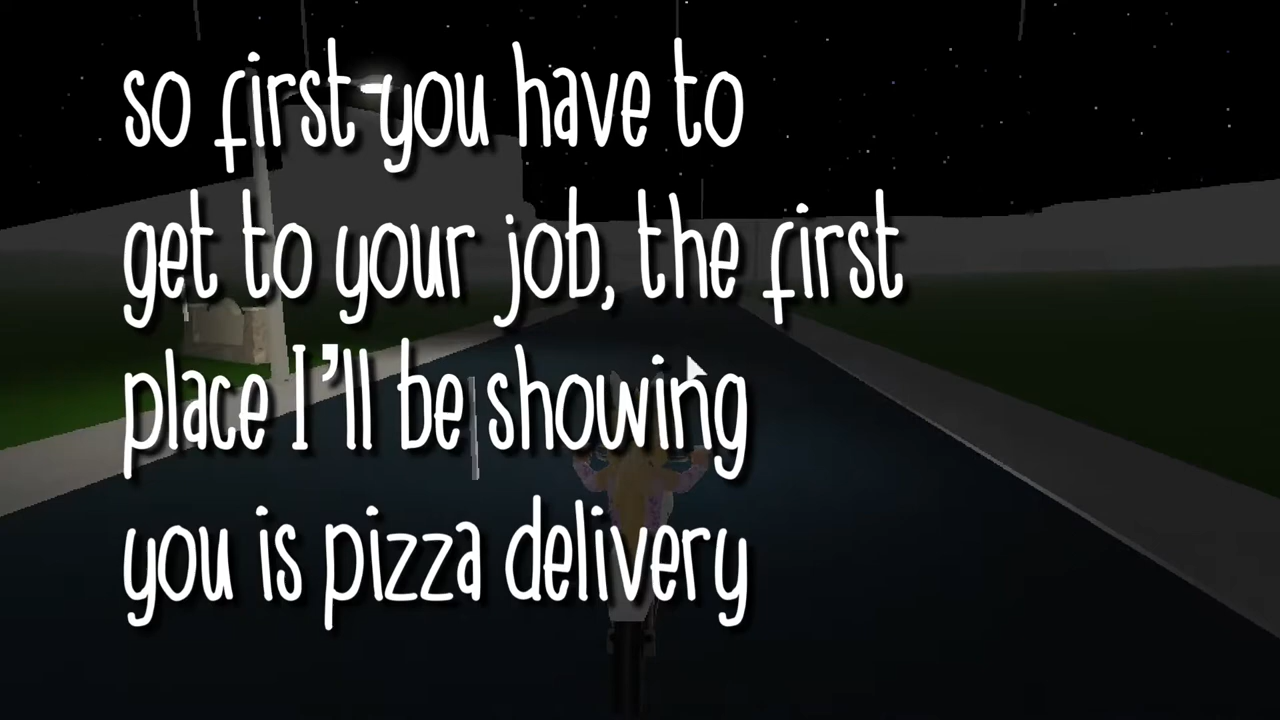 so first you have to
get to your job, the first
place I'll be showing
you is pizza delivery